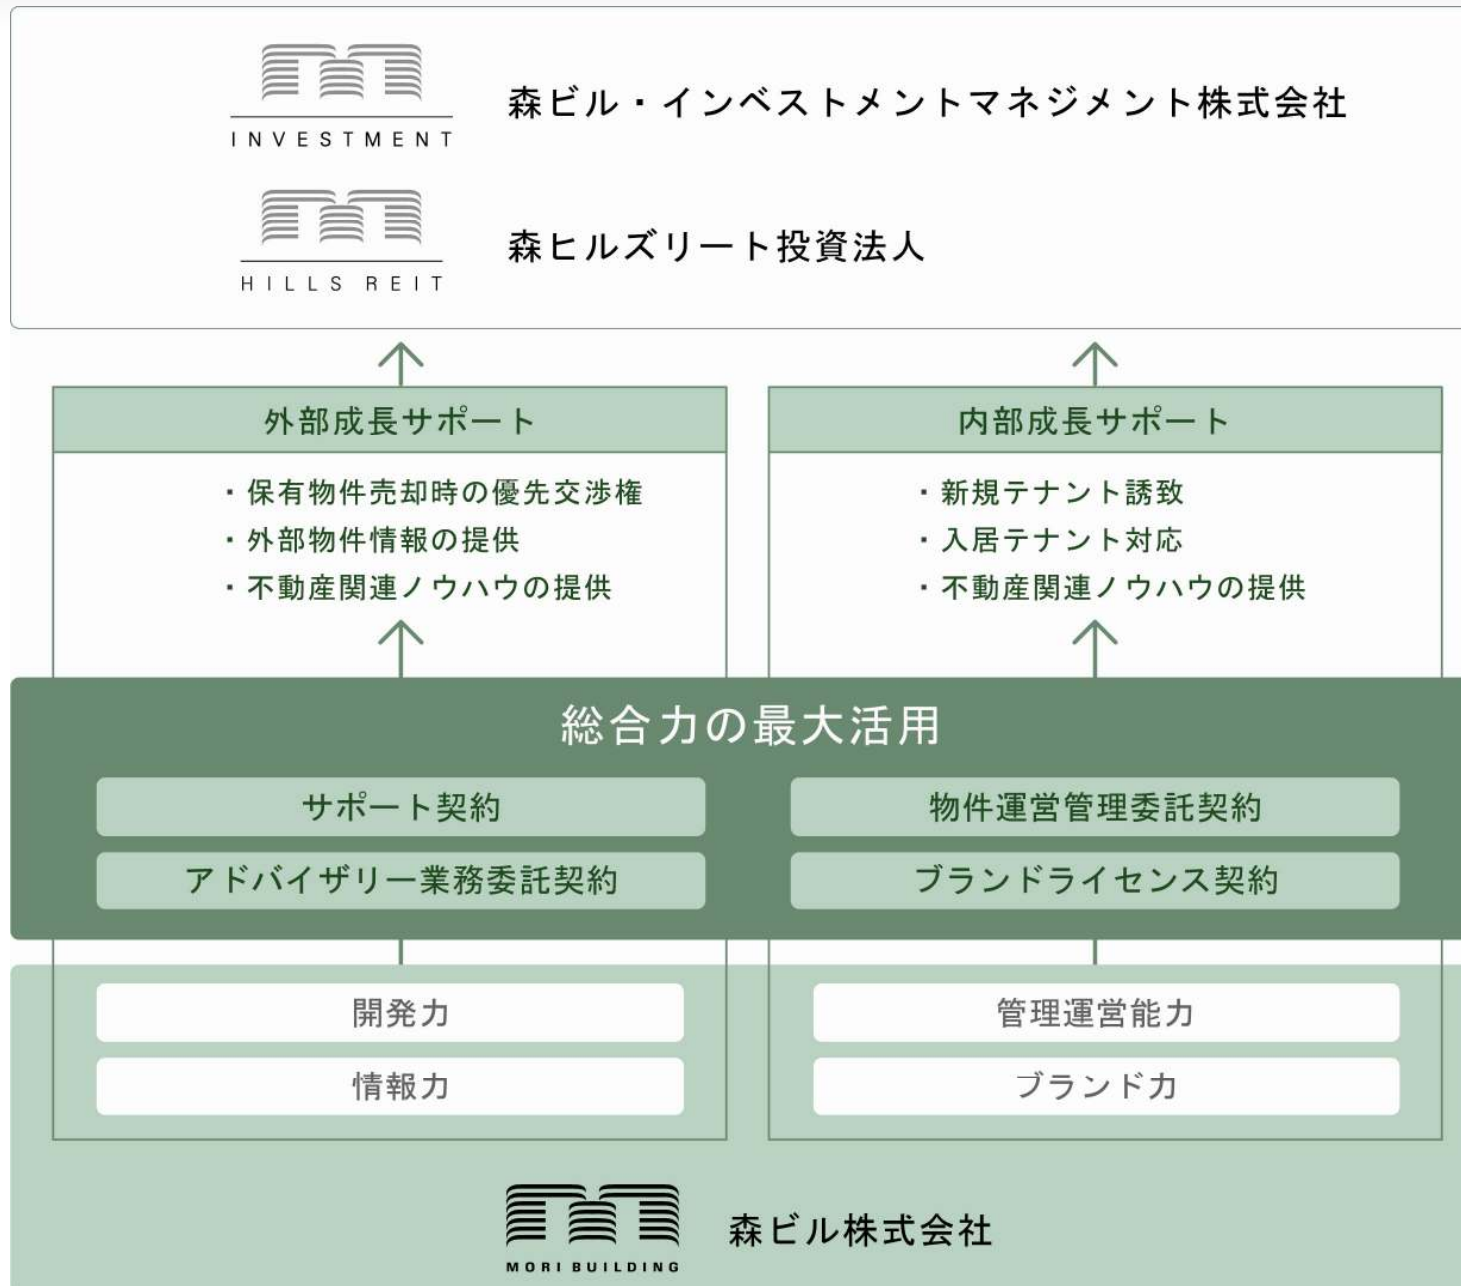 INVESTMENT
森ビル・インベストメントマネジメント株式会社
HILLS REIT
森ヒルズリート投資法人
外部成長サポート
・保有物件売却時の優先交渉権
・外部物件情報の提供
・不動産関連ノウハウの提供
内部成長サポート
・新規テナント誘致
・入居テナント対応
・不動産関連ノウハウの提供
総合力の最大活用
サポート契約
アドバイザリー業務委託契約
物件運営管理委託契約
ブランドライセンス契約
開発力
情報力
管理運営能力
ブランド力
MORI BUILDING
森ビル株式会社